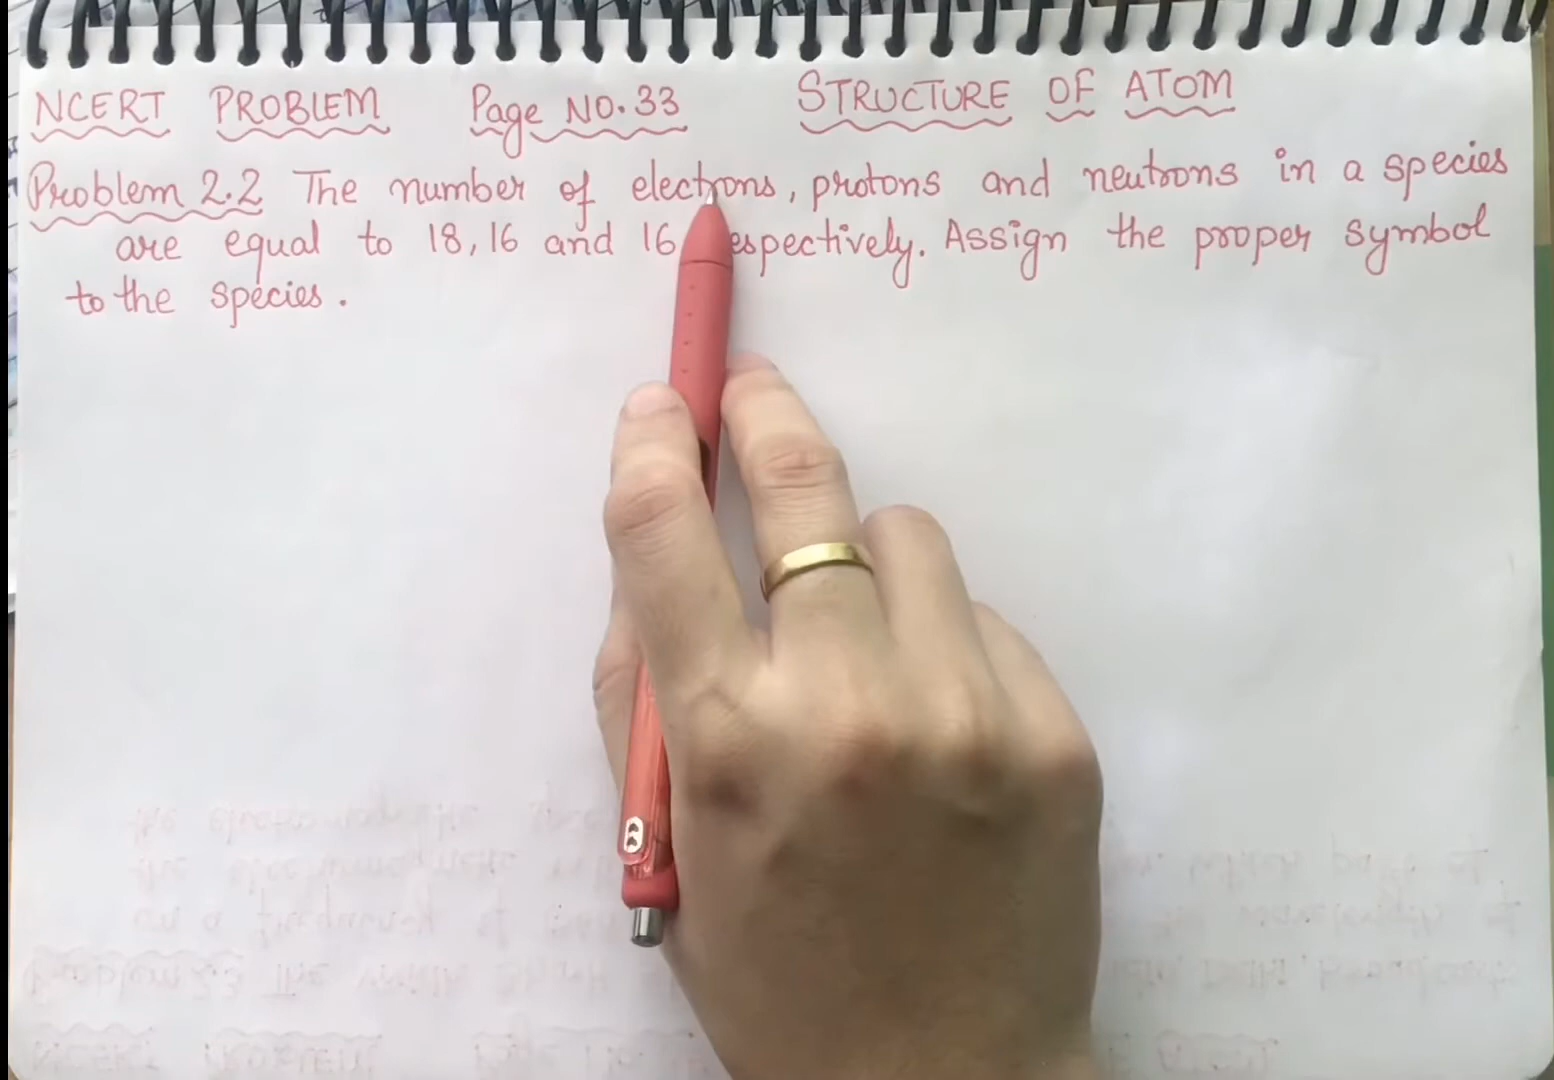 NCERT PROBLEM Page NO. 33 STRUCTURE OF ATOM
Problem 2.2 The number of electrons, protons and neutrons in a species
are equal to 18, 16 and 16 respectively. Assign the proper symbol
to the species.